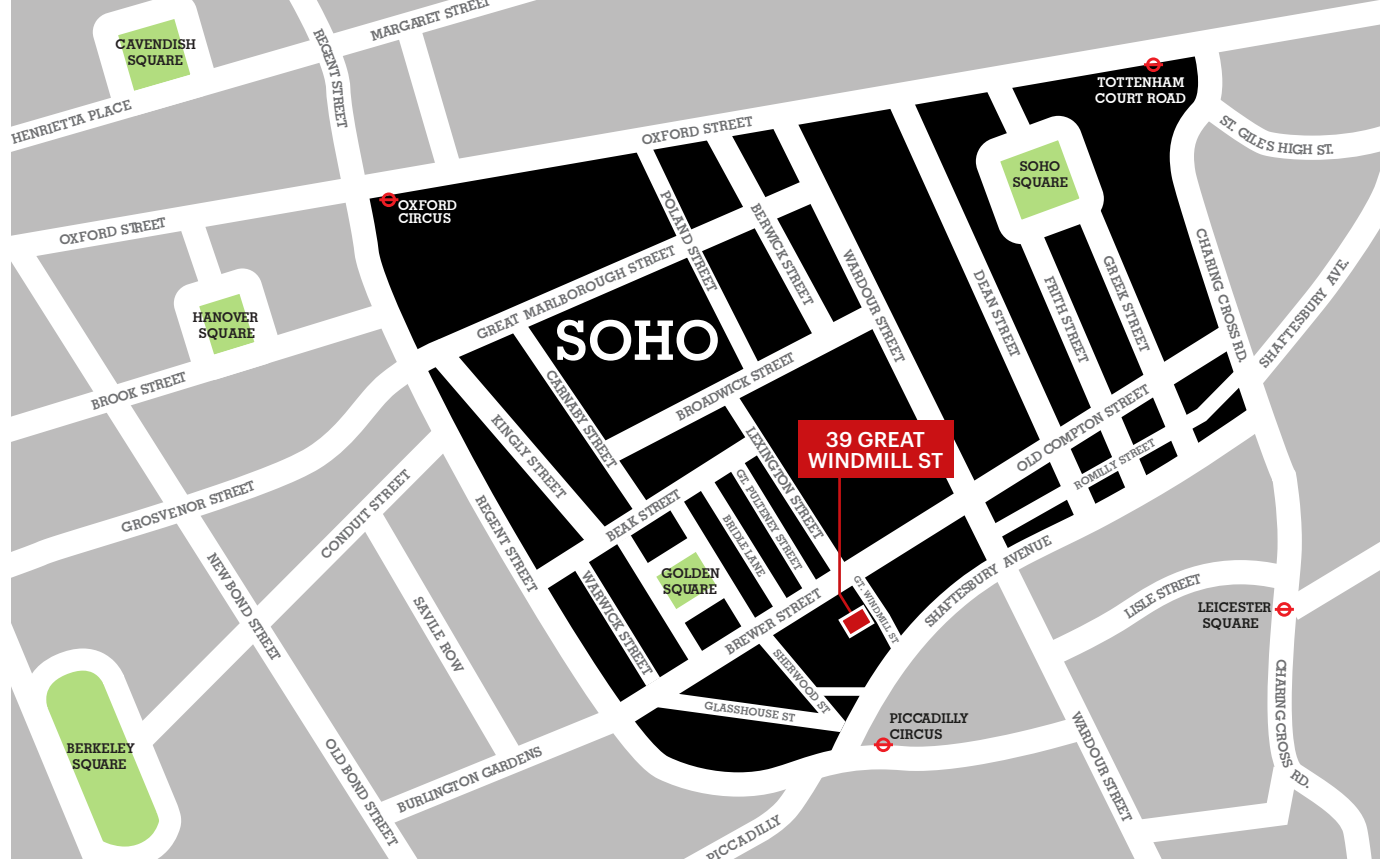 CAVENDISH
SQUARE
REGENT STREET
MARGARET STREET
HENRIETTA PLACE
OXFORD STREET
TOTTENHAM
COURT ROAD
ST. GILES HIGH ST.
SOHO
SQUARE
OXFORD
CIRCUS
OXFORD STREET
POLAND STREET
BERWICK STREET
WARDOUR STREET
DEAN STREET
FRITH STREET
GREEK STREET
CHARING CROSS RD.
SHAFTESBURY AVE.
GREAT MARLBOROUGH STREET
HANOVER
SQUARE
SOHO
BROOK STREET
CARNABY STREET
KINGLY STREET
BROADWICK STREET
LEXINGTON STREET
39 GREAT
WINDMILL ST
OLD COMPTON STREET
ROMILLY STREET
GROSVENOR STREET
CONDUIT STREET
REGENT STREET
BEAK STREET
GT. PULTENEY STREET
BRIDLE LANE
GOLDEN
SQUARE
WARWICK STREET
BREWER STREET
GT. WINDMILL ST
SHAFTESBURY AVENUE
LISLE STREET
LEICESTER
SQUARE
NEW BOND STREET
SAVILE ROW
SHERWOOD ST
GLASSHOUSE ST
PICCADILLY
CIRCUS
CHARING CROSS RD.
WARDOUR STREET
BERKELEY
SQUARE
OLD BOND STREET
BURLINGTON GARDENS
PICCADILLY